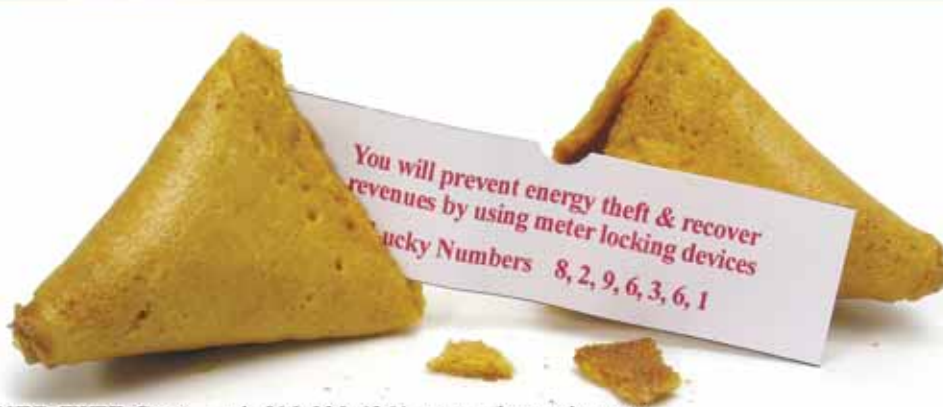 You will prevent energy theft & recover
revenues by using meter locking devices
Lucky Numbers 8, 2, 9, 6, 3, 6, 1